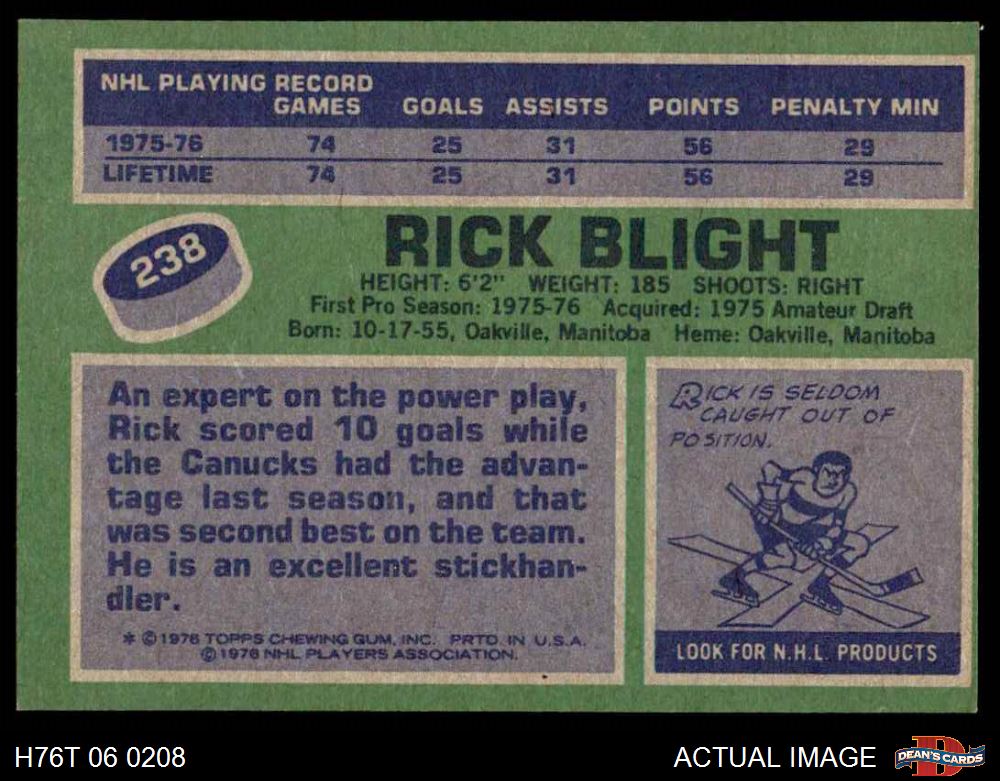 NHL PLAYING RECORD
GAMES GOALS ASSISTS POINTS PENALTY MIN
1975-76 74 25 31 56 29
LIFETIME 74 25 31 56 29
238
RICK BLIGHT
HEIGHT: 6'2" WEIGHT: 185 SHOOTS: RIGHT
First Pro Season: 1975-76 Acquired: 1975 Amateur Draft
Born: 10-17-55, Oakville, Manitoba Heme: Oakville, Manitoba
An expert on the power play,
Rick scored 10 goals while
the Canucks had the advan-
tage last season, and that
was second best on the team.
He is an excellent stickhan-
dler.
* © 1976 TOPPS CHEWING GUM, INC. PRTD. IN U.S.A.
© 1976 NHL PLAYERS ASSOCIATION.
RICK IS SELDOM
CAUGHT OUT OF
POSITION.
LOOK FOR N.H.L. PRODUCTS
H76T 06 0208
ACTUAL IMAGE
D
DEAN'S CARDS